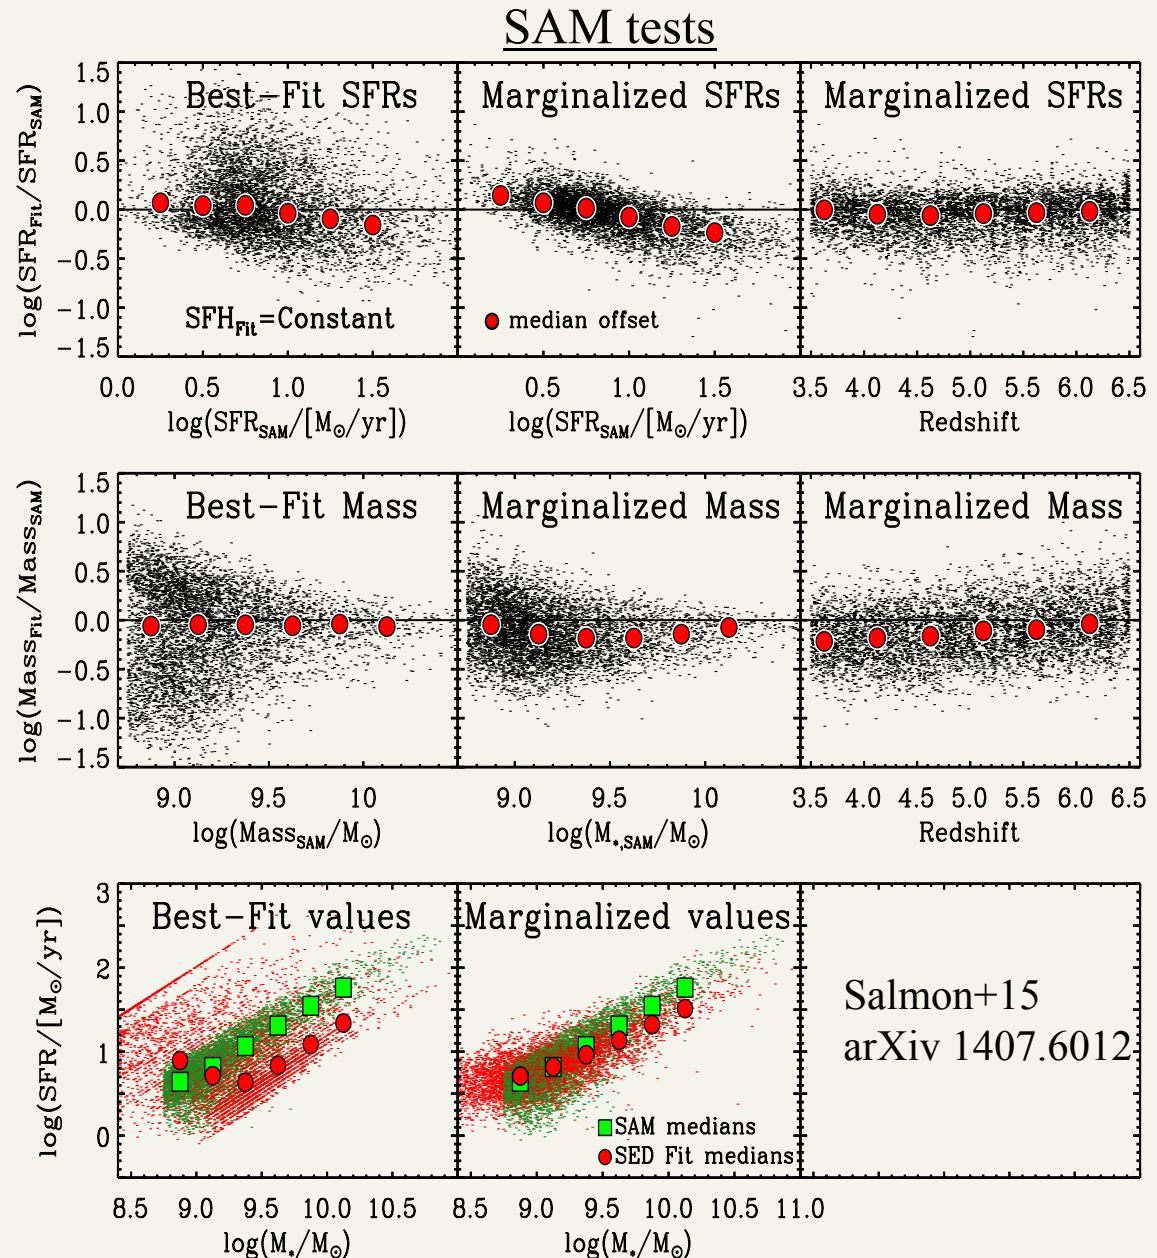 SAM tests
log(SFR_Fit/SFR_SAM)
1.5
1.0
0.5
0.0
−0.5
−1.0
−1.5
Best−Fit SFRs
SFH_Fit=Constant
Marginalized SFRs
median offset
Marginalized SFRs
0.0 0.5 1.0 1.5
0.5 1.0 1.5
3.5 4.0 4.5 5.0 5.5 6.0 6.5
log(SFR_SAM/[M⊙/yr])
log(SFR_SAM/[M⊙/yr])
Redshift
log(Mass_Fit/Mass_SAM)
1.5
1.0
0.5
0.0
−0.5
−1.0
−1.5
Best−Fit Mass
Marginalized Mass
Marginalized Mass
9.0 9.5 10
9.0 9.5 10
3.5 4.0 4.5 5.0 5.5 6.0 6.5
log(Mass_SAM/M⊙)
log(M_*,SAM/M⊙)
Redshift
log(SFR/[M⊙/yr])
3
2
1
0
Best−Fit values
Marginalized values
SAM medians
SED Fit medians
Salmon+15
arXiv 1407.6012
8.5 9.0 9.5 10.0 10.5
8.5 9.0 9.5 10.0 10.5 11.0
log(M_*/M⊙)
log(M_*/M⊙)